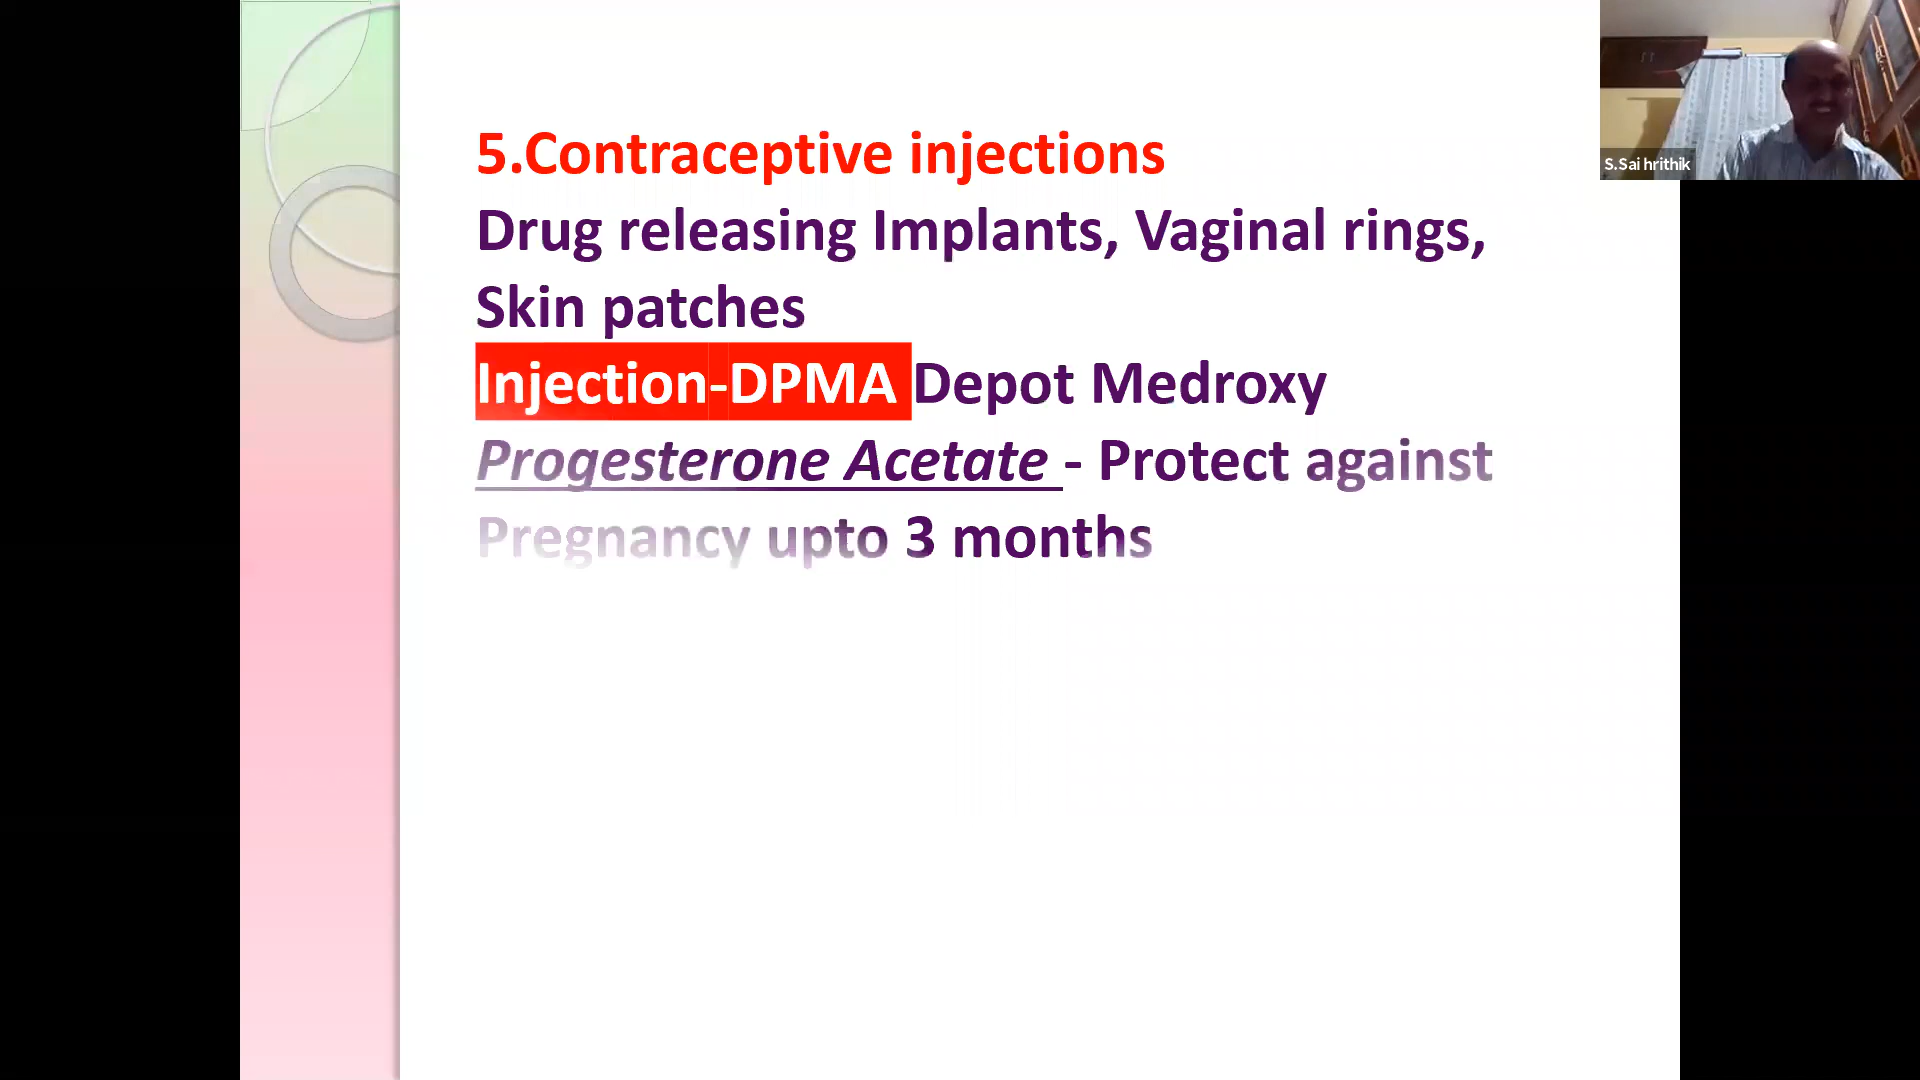 5.Contraceptive injections
Drug releasing Implants, Vaginal rings,
Skin patches
Injection-DPMA Depot Medroxy
Progesterone Acetate - Protect against
Pregnancy upto 3 months
S.Sai hrithik